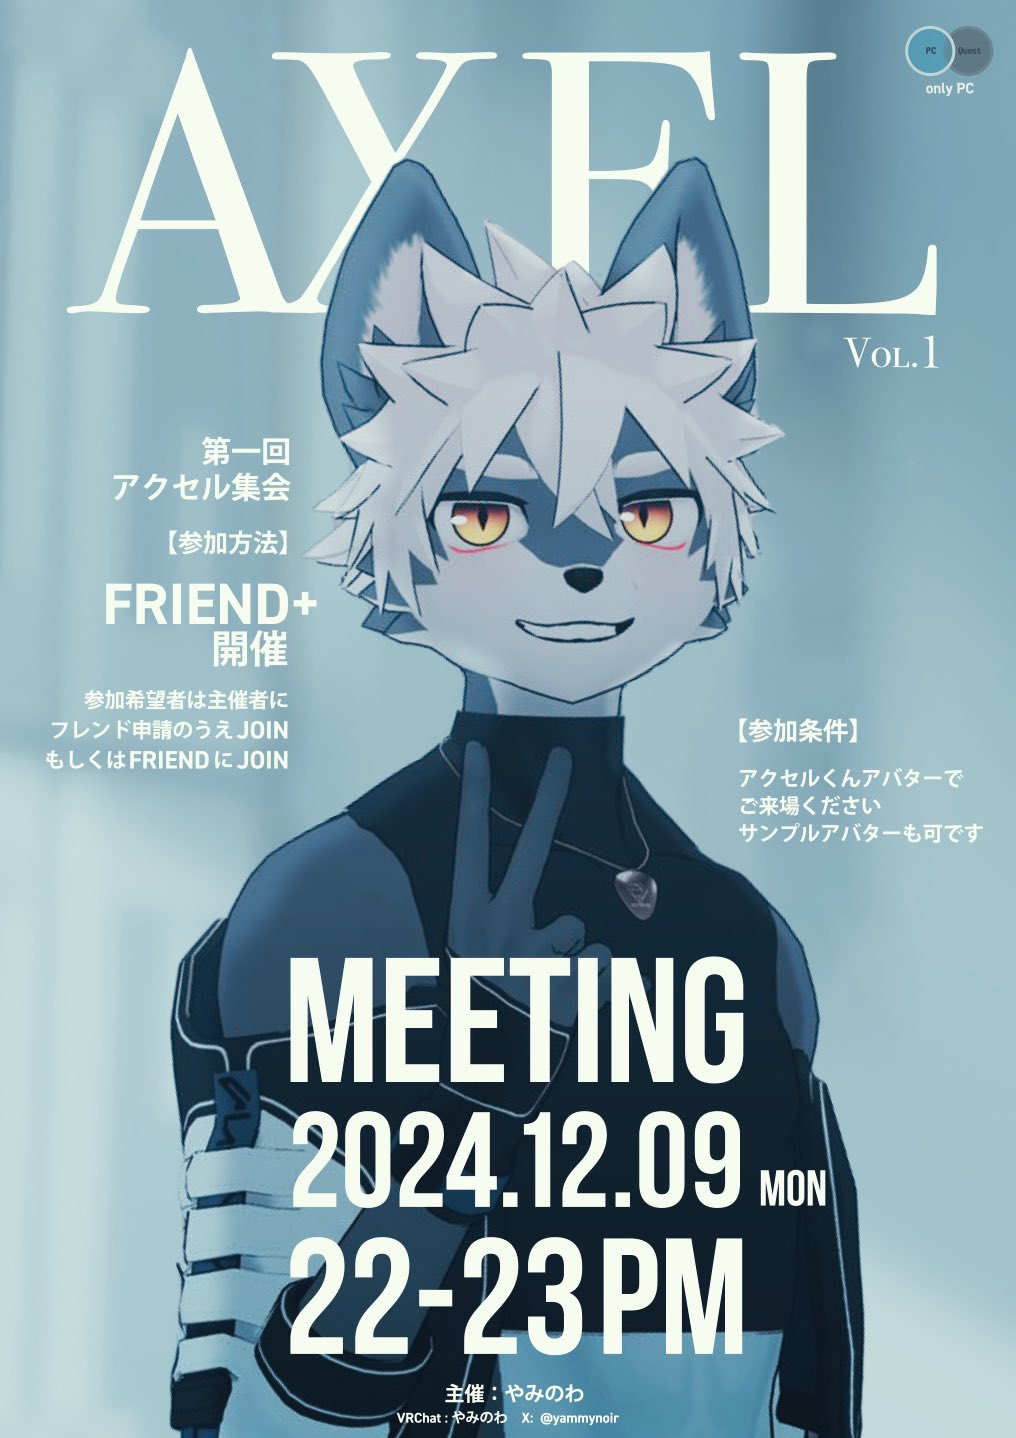 AXEL
PC Quest
only PC
VOL.1
第一回
アクセル集会
【参加方法】
FRIEND+
開催
参加希望者は主催者に
フレンド申請のうえJOIN
もしくはFRIENDにJOIN
【参加条件】
アクセルくんアバターで
ご来場ください
サンプルアバターも可です
MEETING
2024.12.09 MON
22-23PM
主催：やみのわ
VRChat : やみのわ X: @yammynoir